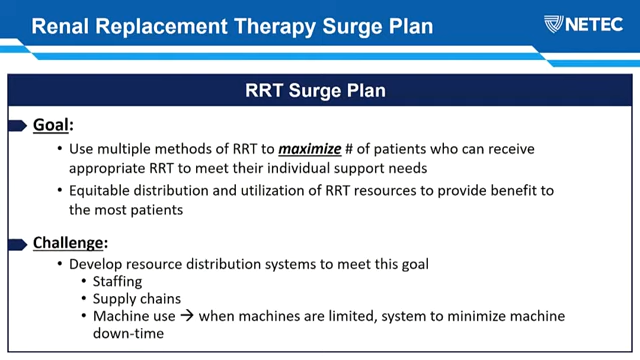 Renal Replacement Therapy Surge Plan
NETEC
RRT Surge Plan
Goal:
• Use multiple methods of RRT to maximize # of patients who can receive
appropriate RRT to meet their individual support needs
• Equitable distribution and utilization of RRT resources to provide benefit to
the most patients
Challenge:
• Develop resource distribution systems to meet this goal
• Staffing
• Supply chains
• Machine use → when machines are limited, system to minimize machine
down-time